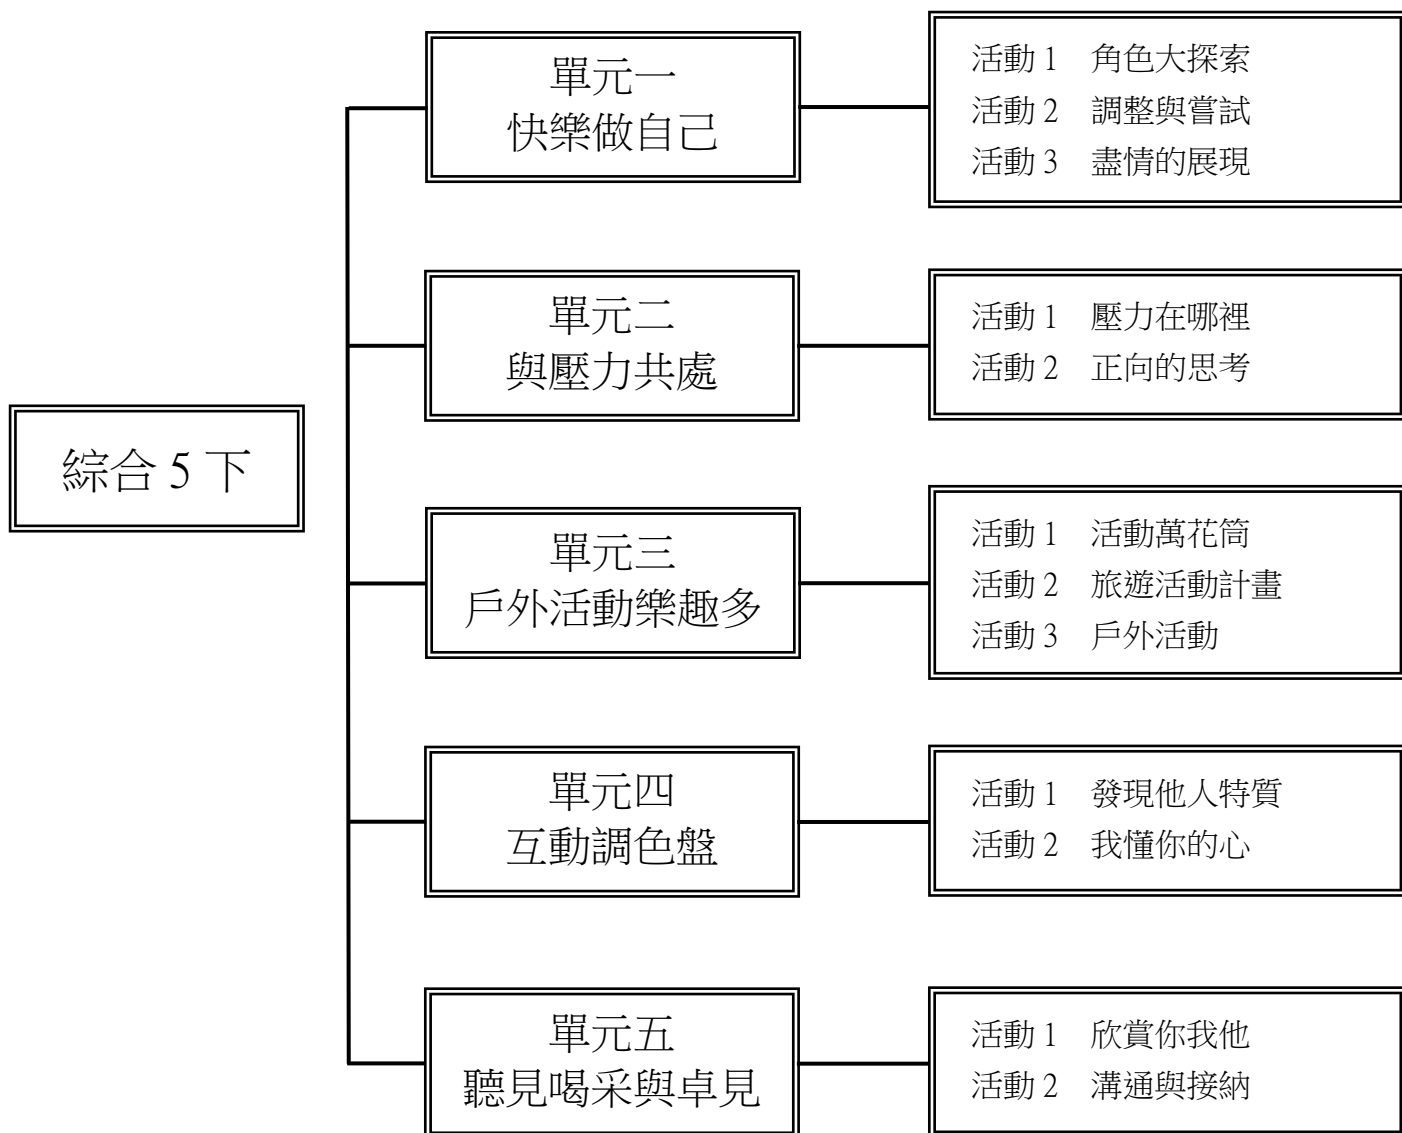 綜合 5 下
單元一
快樂做自己
活動 1 角色大探索
活動 2 調整與嘗試
活動 3 盡情的展現
單元二
與壓力共處
活動 1 壓力在哪裡
活動 2 正向的思考
單元三
戶外活動樂趣多
活動 1 活動萬花筒
活動 2 旅遊活動計畫
活動 3 戶外活動
單元四
互動調色盤
活動 1 發現他人特質
活動 2 我懂你的心
單元五
聽見喝采與卓見
活動 1 欣賞你我他
活動 2 溝通與接納